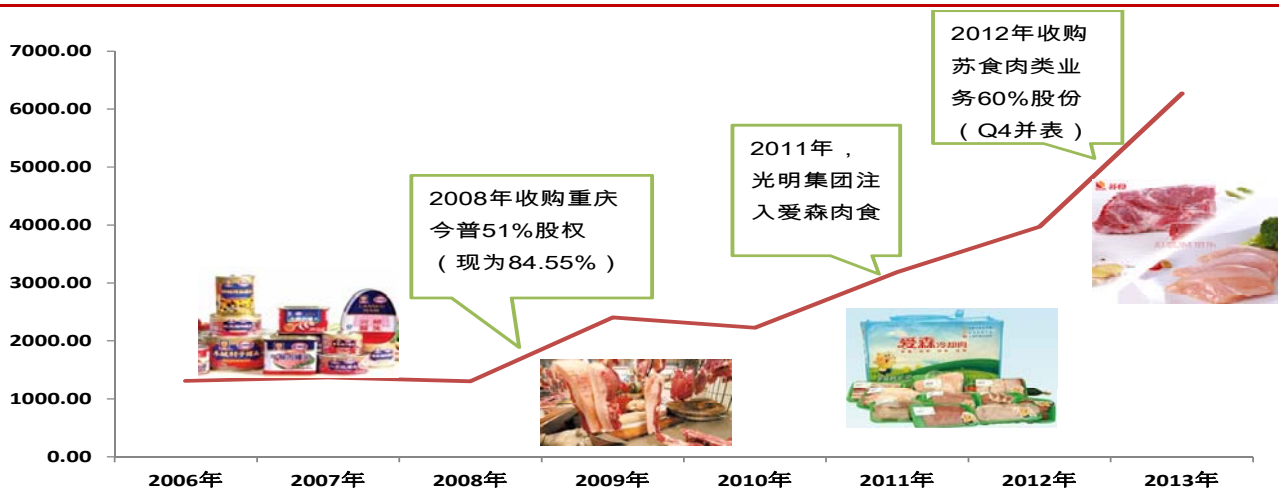 7000.00
6000.00
5000.00
4000.00
3000.00
2000.00
1000.00
0.00
2008年收购重庆
今普51%股权
（现为84.55%）
2011年，
光明集团注
入爱森肉食
2012年收购
苏食肉类业
务60%股份
（Q4并表）
爱森冷却肉
2006年
2007年
2008年
2009年
2010年
2011年
2012年
2013年